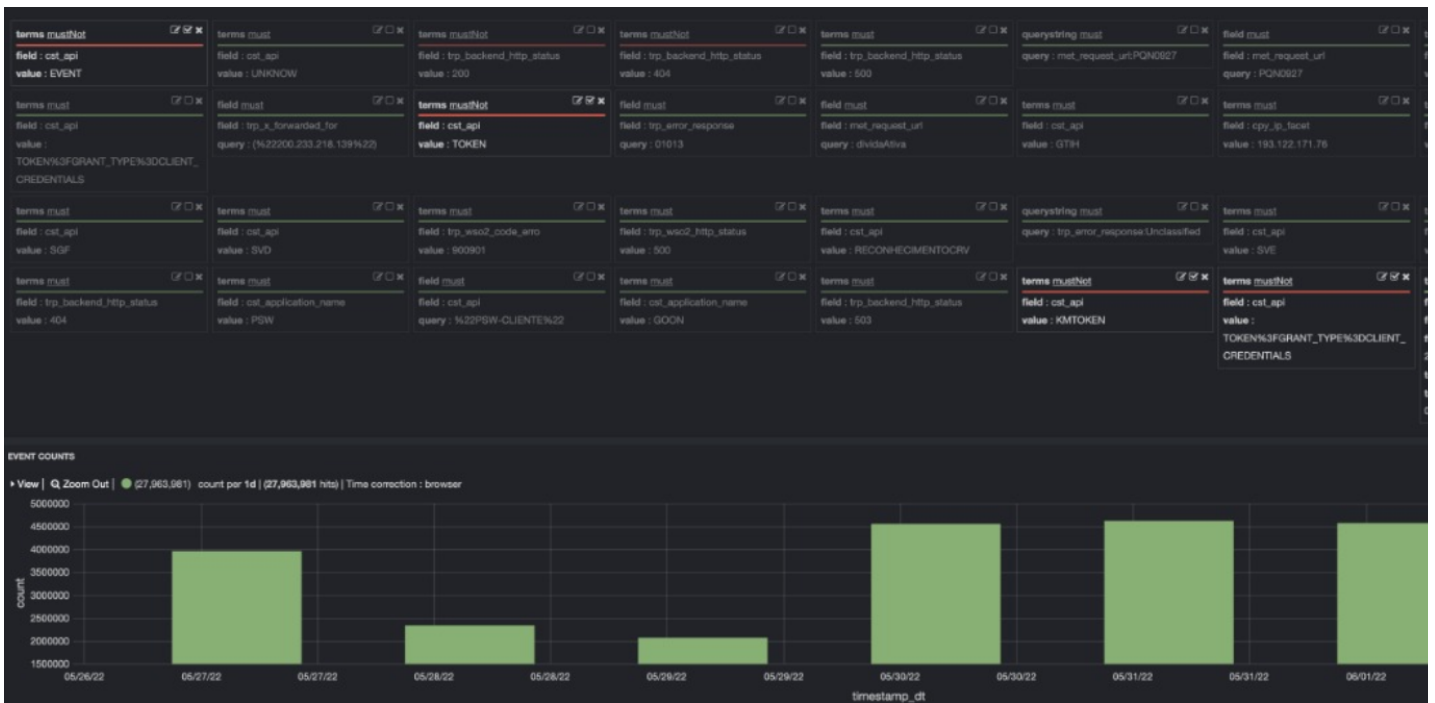 terms mustNot
field : cst_api
value : EVENT
terms must
field : cst_api
value : UNKNOW
terms mustNot
field : trp_backend_http_status
value : 200
terms mustNot
field : trp_backend_http_status
value : 404
terms must
field : trp_backend_http_status
value : 500
querystring must
query : met_request_url:PQN0927
field must
field : met_request_url
query : PQN0927
terms must
field : cst_api
value :
TOKEN%3FGRANT_TYPE%3DCLIENT_
CREDENTIALS
field must
field : trp_x_forwarded_for
query : (%22200.233.218.139%22)
terms mustNot
field : cst_api
value : TOKEN
field must
field : trp_error_response
query : 01013
field must
field : met_request_url
query : dividaAtiva
terms must
field : cst_api
value : GTIH
terms must
field : cpy_ip_facet
value : 193.122.171.76
terms must
field : cst_api
value : SGF
terms must
field : cst_api
value : SVD
terms must
field : trp_wso2_code_erro
value : 900901
terms must
field : trp_wso2_http_status
value : 500
terms must
field : cst_api
value : RECONHECIMENTOCRV
querystring must
query : trp_error_response:Unclassified
terms must
field : cst_api
value : SVE
terms must
field : trp_backend_http_status
value : 404
terms must
field : cst_application_name
value : PSW
field must
field : cst_api
query : %22PSW-CLIENTE%22
terms must
field : cst_application_name
value : GOON
terms must
field : trp_backend_http_status
value : 503
terms mustNot
field : cst_api
value : KMTOKEN
terms mustNot
field : cst_api
value :
TOKEN%3FGRANT_TYPE%3DCLIENT_
CREDENTIALS
EVENT COUNTS
View | Zoom Out | (27,963,981) count per 1d | (27,963,981 hits) | Time correction : browser
5000000
4500000
4000000
3500000
3000000
2500000
2000000
1500000
count
05/26/22 05/27/22 05/27/22 05/28/22 05/28/22 05/29/22 05/29/22 05/30/22 05/30/22 05/31/22 05/31/22 06/01/22
timestamp_dt